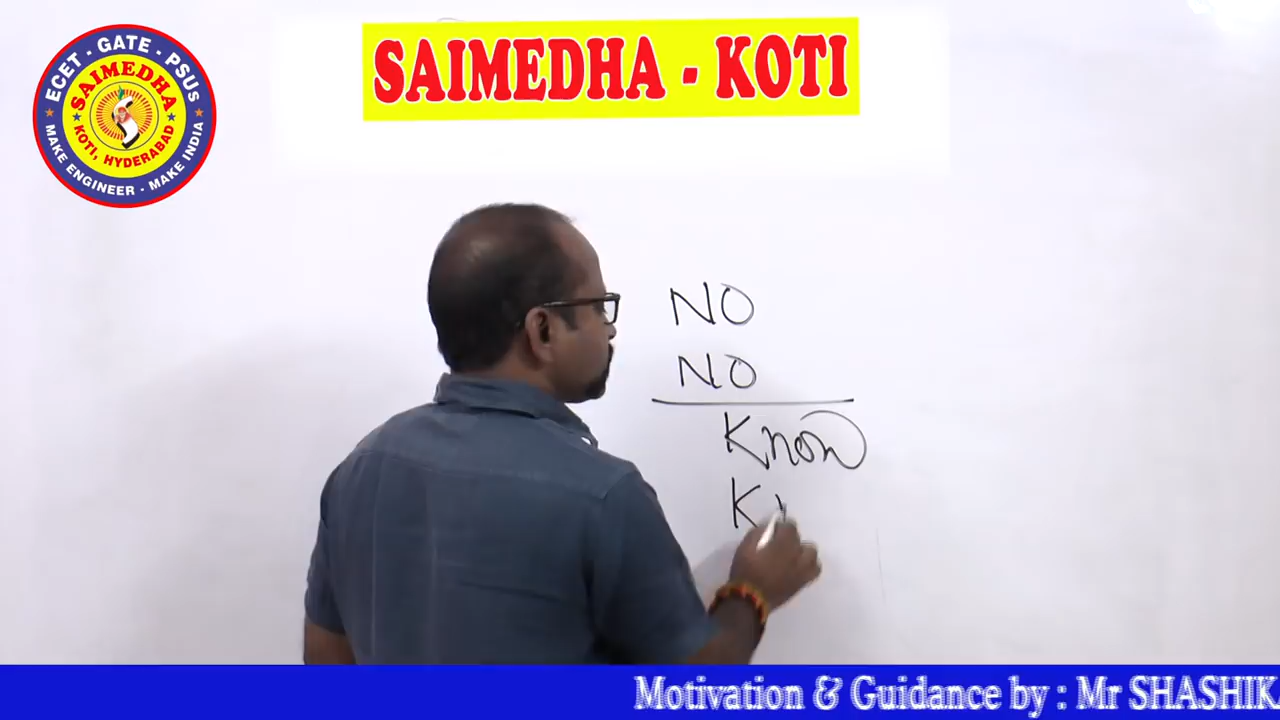 ECET - GATE - PSUS
SAIMEDHA
KOTI, HYDERABAD
MAKE ENGINEER - MAKE INDIA
SAIMEDHA - KOTI
NO
NO
Know
K
Motivation & Guidance by : Mr SHASHIK